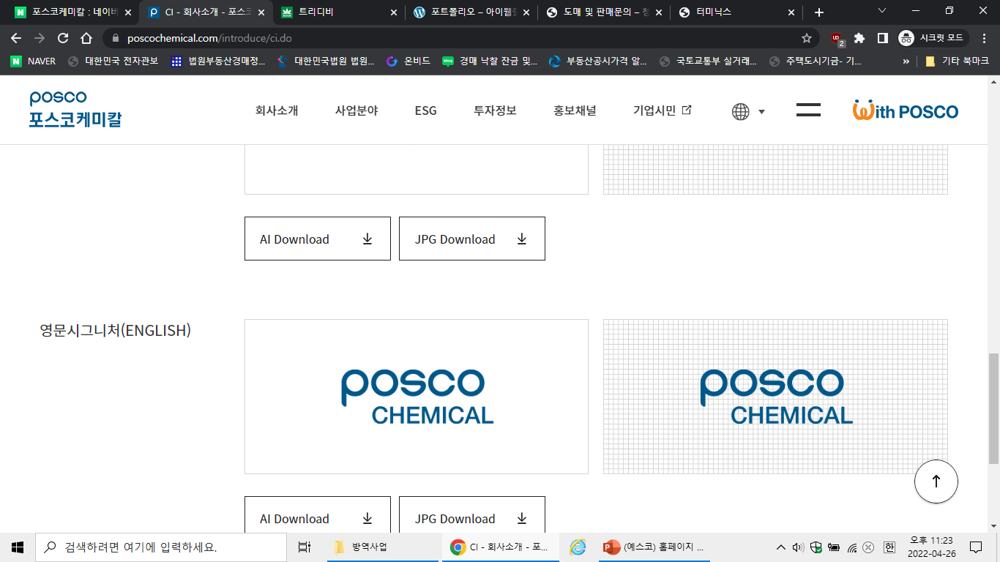 포스코케미칼 : 네이버
CI - 회사소개 - 포스코
트리디비
포트폴리오 – 아이웹플
도매 및 판매문의 –
터미닉스
poscochemical.com/introduce/ci.do
2
시크릿 모드
NAVER
대한민국 전자관보
법원부동산경매정...
대한민국법원 법원...
온비드
blog
경매 낙찰 잔금 및...
부동산공시가격 알...
국토교통부 실거래...
주택도시기금- 기...
»
기타 북마크
posco
포스코케미칼
회사소개
사업분야
ESG
투자정보
홍보채널
기업시민
With POSCO
AI Download
JPG Download
영문시그니처(ENGLISH)
posco
CHEMICAL
posco
CHEMICAL
AI Download
JPG Download
검색하려면 여기에 입력하세요.
방역사업
CI - 회사소개 - 포...
(예스코) 홈페이지 ...
한
오후 11:23
2022-04-26